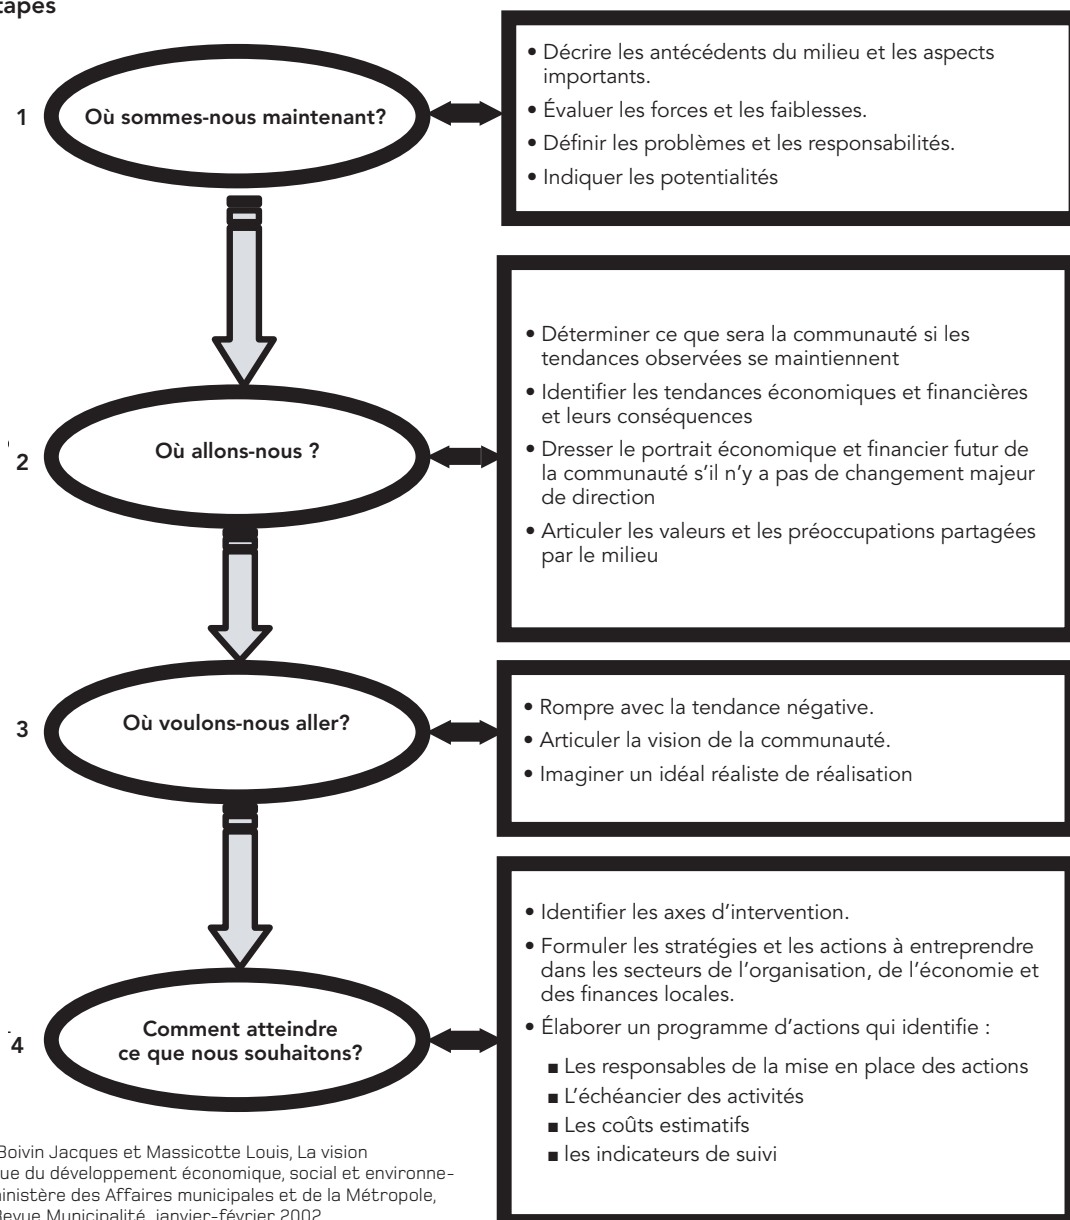 tapes
1
Où sommes-nous maintenant?
• Décrire les antécédents du milieu et les aspects
importants.
• Évaluer les forces et les faiblesses.
• Définir les problèmes et les responsabilités.
• Indiquer les potentialités
2
Où allons-nous ?
• Déterminer ce que sera la communauté si les
tendances observées se maintiennent
• Identifier les tendances économiques et financières
et leurs conséquences
• Dresser le portrait économique et financier futur de
la communauté s'il n'y a pas de changement majeur
de direction
• Articuler les valeurs et les préoccupations partagées
par le milieu
3
Où voulons-nous aller?
• Rompre avec la tendance négative.
• Articuler la vision de la communauté.
• Imaginer un idéal réaliste de réalisation
4
Comment atteindre
ce que nous souhaitons?
• Identifier les axes d'intervention.
• Formuler les stratégies et les actions à entreprendre
dans les secteurs de l'organisation, de l'économie et
des finances locales.
• Élaborer un programme d'actions qui identifie :
■ Les responsables de la mise en place des actions
■ L'échéancier des activités
■ Les coûts estimatifs
■ les indicateurs de suivi
Boivin Jacques et Massicotte Louis, La vision
ue du développement économique, social et environne-
inistère des Affaires municipales et de la Métropole,
Revue Municipalité, janvier-février 2002